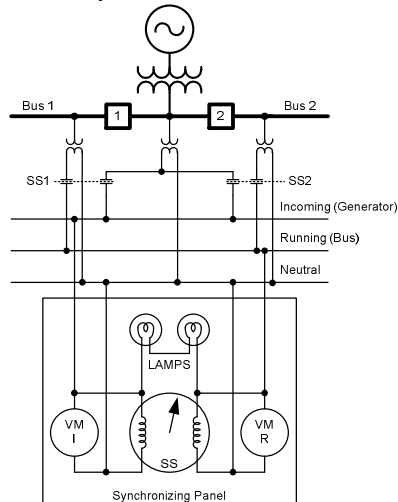 Bus 1
1
2
Bus 2
SS1
SS2
Incoming (Generator)
Running (Bus)
Neutral
LAMPS
VM
I
SS
VM
R
Synchronizing Panel